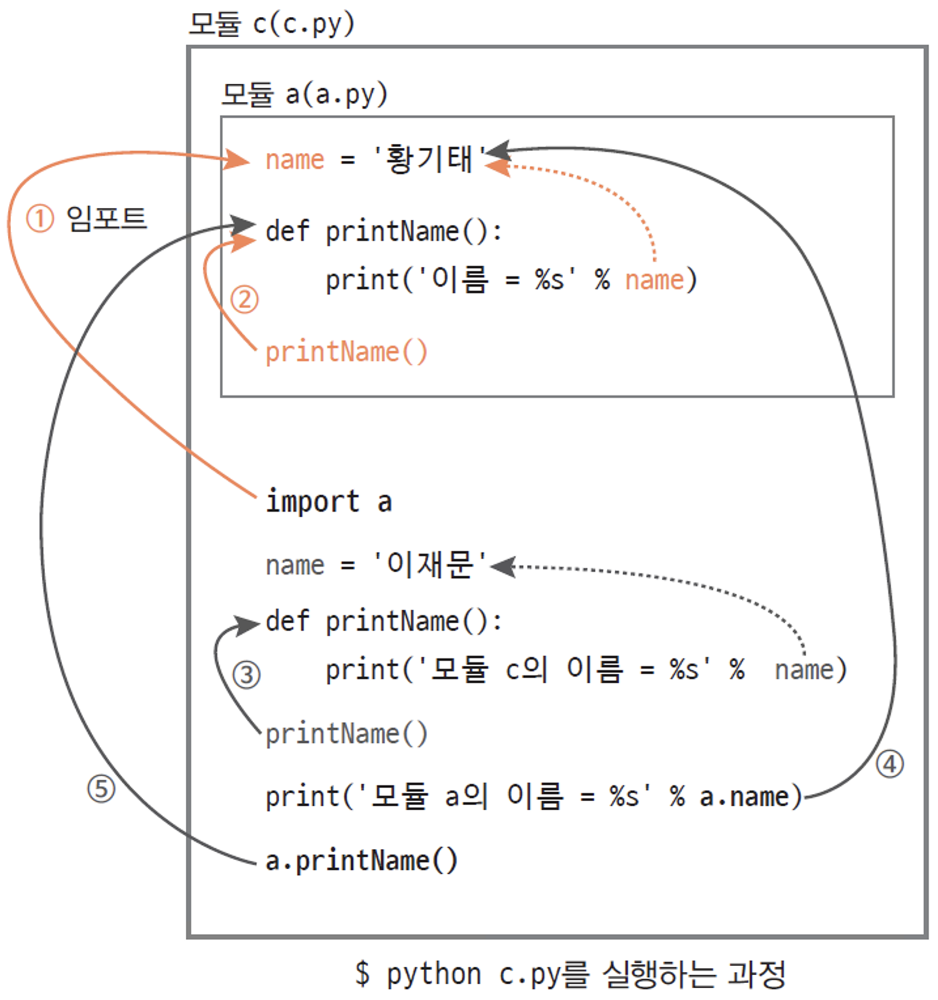 모듈 c(c.py)
모듈 a(a.py)
name = '황기태'
① 임포트
def printName():
print('이름 = %s' % name)
②
printName()
import a
name = '이재문'
def printName():
print('모듈 c의 이름 = %s' % name)
③
printName()
④
print('모듈 a의 이름 = %s' % a.name)
⑤
a.printName()
$ python c.py를 실행하는 과정